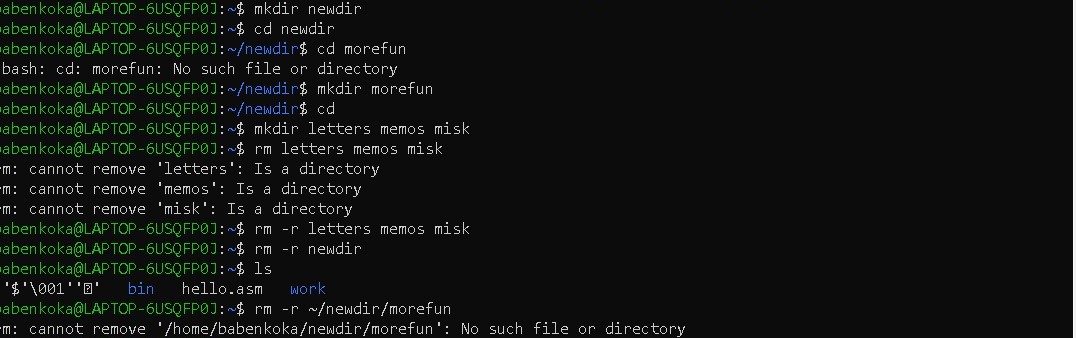 babenkoka@LAPTOP-6USQFP0J:~$ mkdir newdir
babenkoka@LAPTOP-6USQFP0J:~$ cd newdir
babenkoka@LAPTOP-6USQFP0J:~/newdir$ cd morefun
bash: cd: morefun: No such file or directory
babenkoka@LAPTOP-6USQFP0J:~/newdir$ mkdir morefun
babenkoka@LAPTOP-6USQFP0J:~/newdir$ cd
babenkoka@LAPTOP-6USQFP0J:~$ mkdir letters memos misk
babenkoka@LAPTOP-6USQFP0J:~$ rm letters memos misk
rm: cannot remove 'letters': Is a directory
rm: cannot remove 'memos': Is a directory
rm: cannot remove 'misk': Is a directory
babenkoka@LAPTOP-6USQFP0J:~$ rm -r letters memos misk
babenkoka@LAPTOP-6USQFP0J:~$ rm -r newdir
babenkoka@LAPTOP-6USQFP0J:~$ ls
''$'\001''' bin hello.asm work
babenkoka@LAPTOP-6USQFP0J:~$ rm -r ~/newdir/morefun
rm: cannot remove '/home/babenkoka/newdir/morefun': No such file or directory